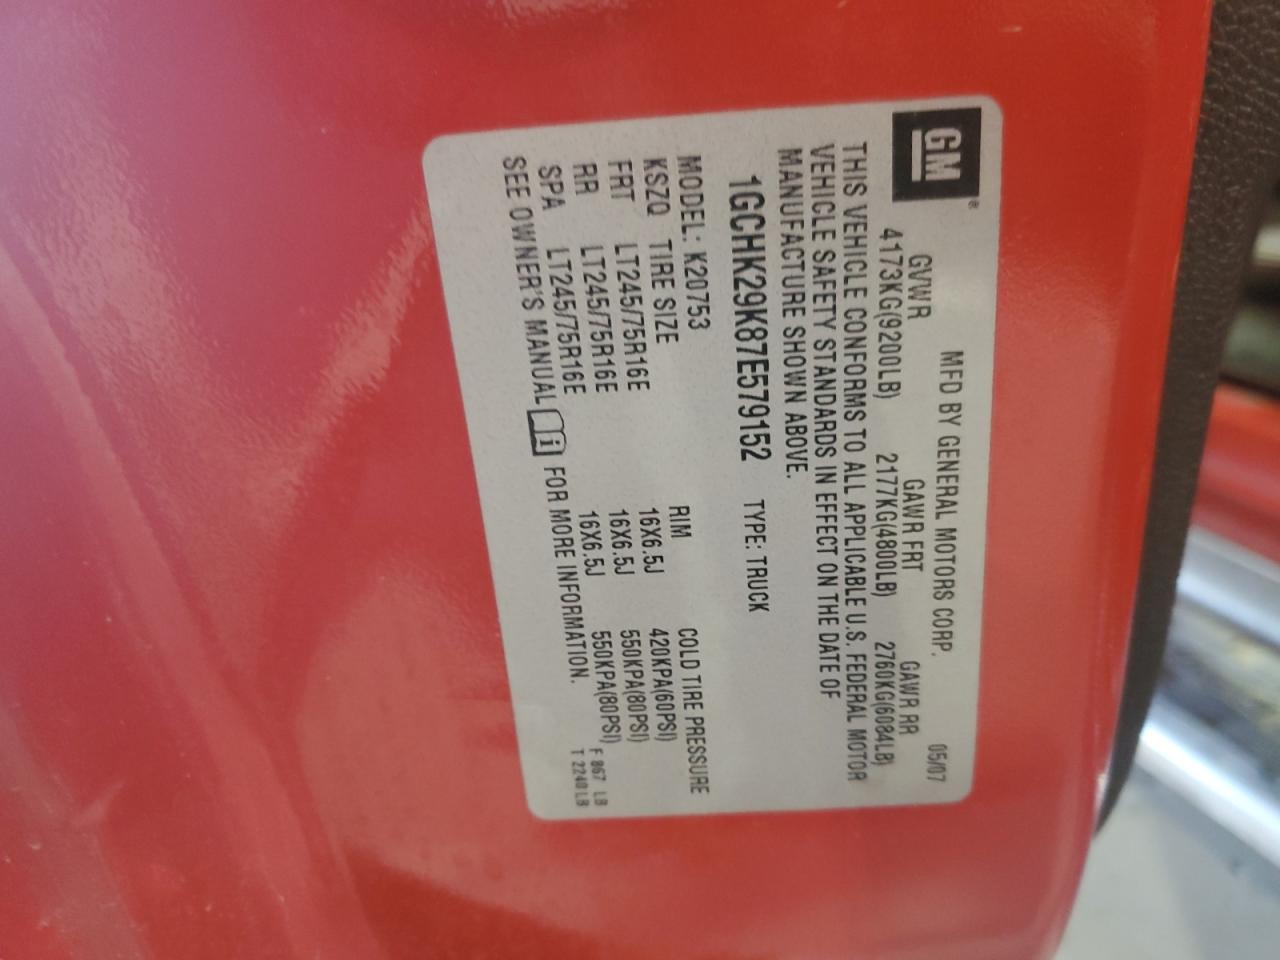 GM®
MFD BY GENERAL MOTORS CORP. 05/07
GVWR GAWR FRT GAWR RR
4173KG(9200LB) 2177KG(4800LB) 2760KG(6084LB)
THIS VEHICLE CONFORMS TO ALL APPLICABLE U.S. FEDERAL MOTOR
VEHICLE SAFETY STANDARDS IN EFFECT ON THE DATE OF
MANUFACTURE SHOWN ABOVE.
1GCHK29K87E579152 TYPE: TRUCK
MODEL: K20753
KSZQ TIRE SIZE RIM COLD TIRE PRESSURE
FRT LT245/75R16E 16X6.5J 420KPA(60PSI)
RR LT245/75R16E 16X6.5J 550KPA(80PSI)
SPA LT245/75R16E 16X6.5J 550KPA(80PSI)
SEE OWNER'S MANUAL i FOR MORE INFORMATION.
F 867 LB
T 2240 LB